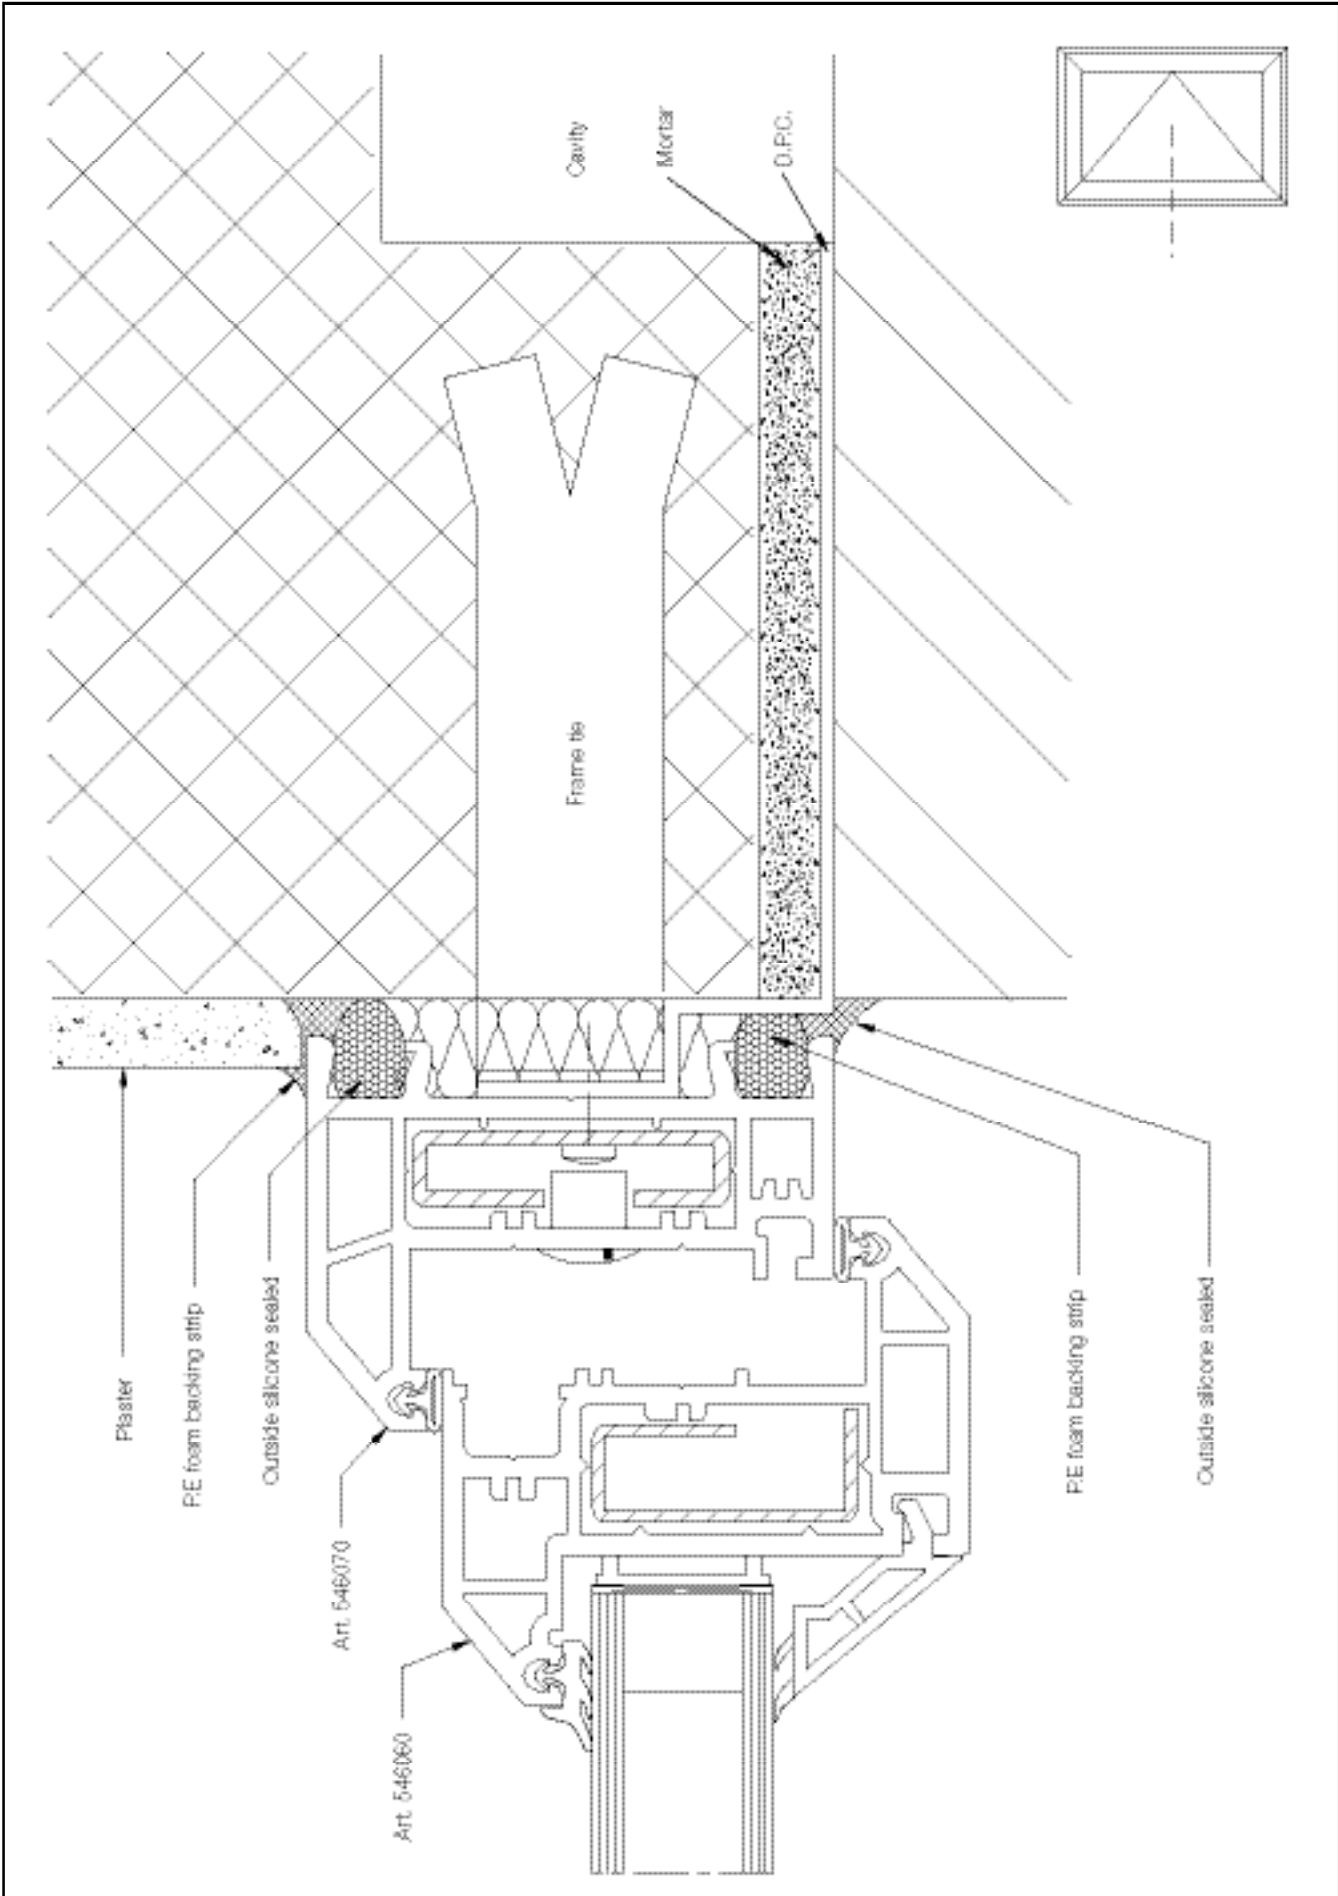 Cavity
Mortar
D.P.C.
Frame tie
Plaster
P.E foam backing strip
Outside silicone sealed
Art. 546070
Art. 546060
P.E foam backing strip
Outside silicone sealed